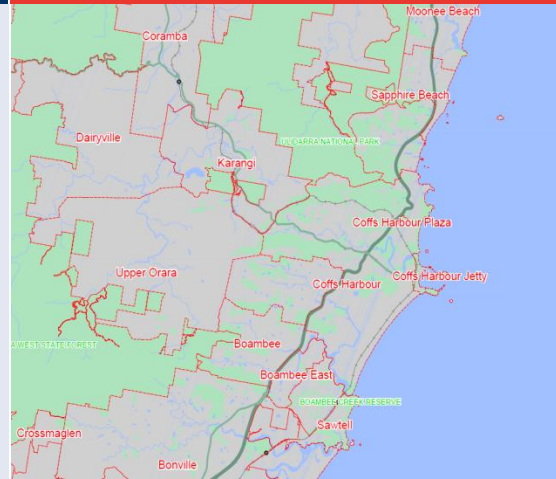 Moonee Beach
Coramba
Sapphire Beach
Dairyville
ULIDARRA NATIONAL PARK
Karangi
Coffs Harbour Plaza
Upper Orara
Coffs Harbour Jetty
Coffs Harbour
A WEST STATE FOREST
Boambee
Boambee East
BOAMBEE CREEK RESERVE
Sawtell
Crossmaglen
Bonville